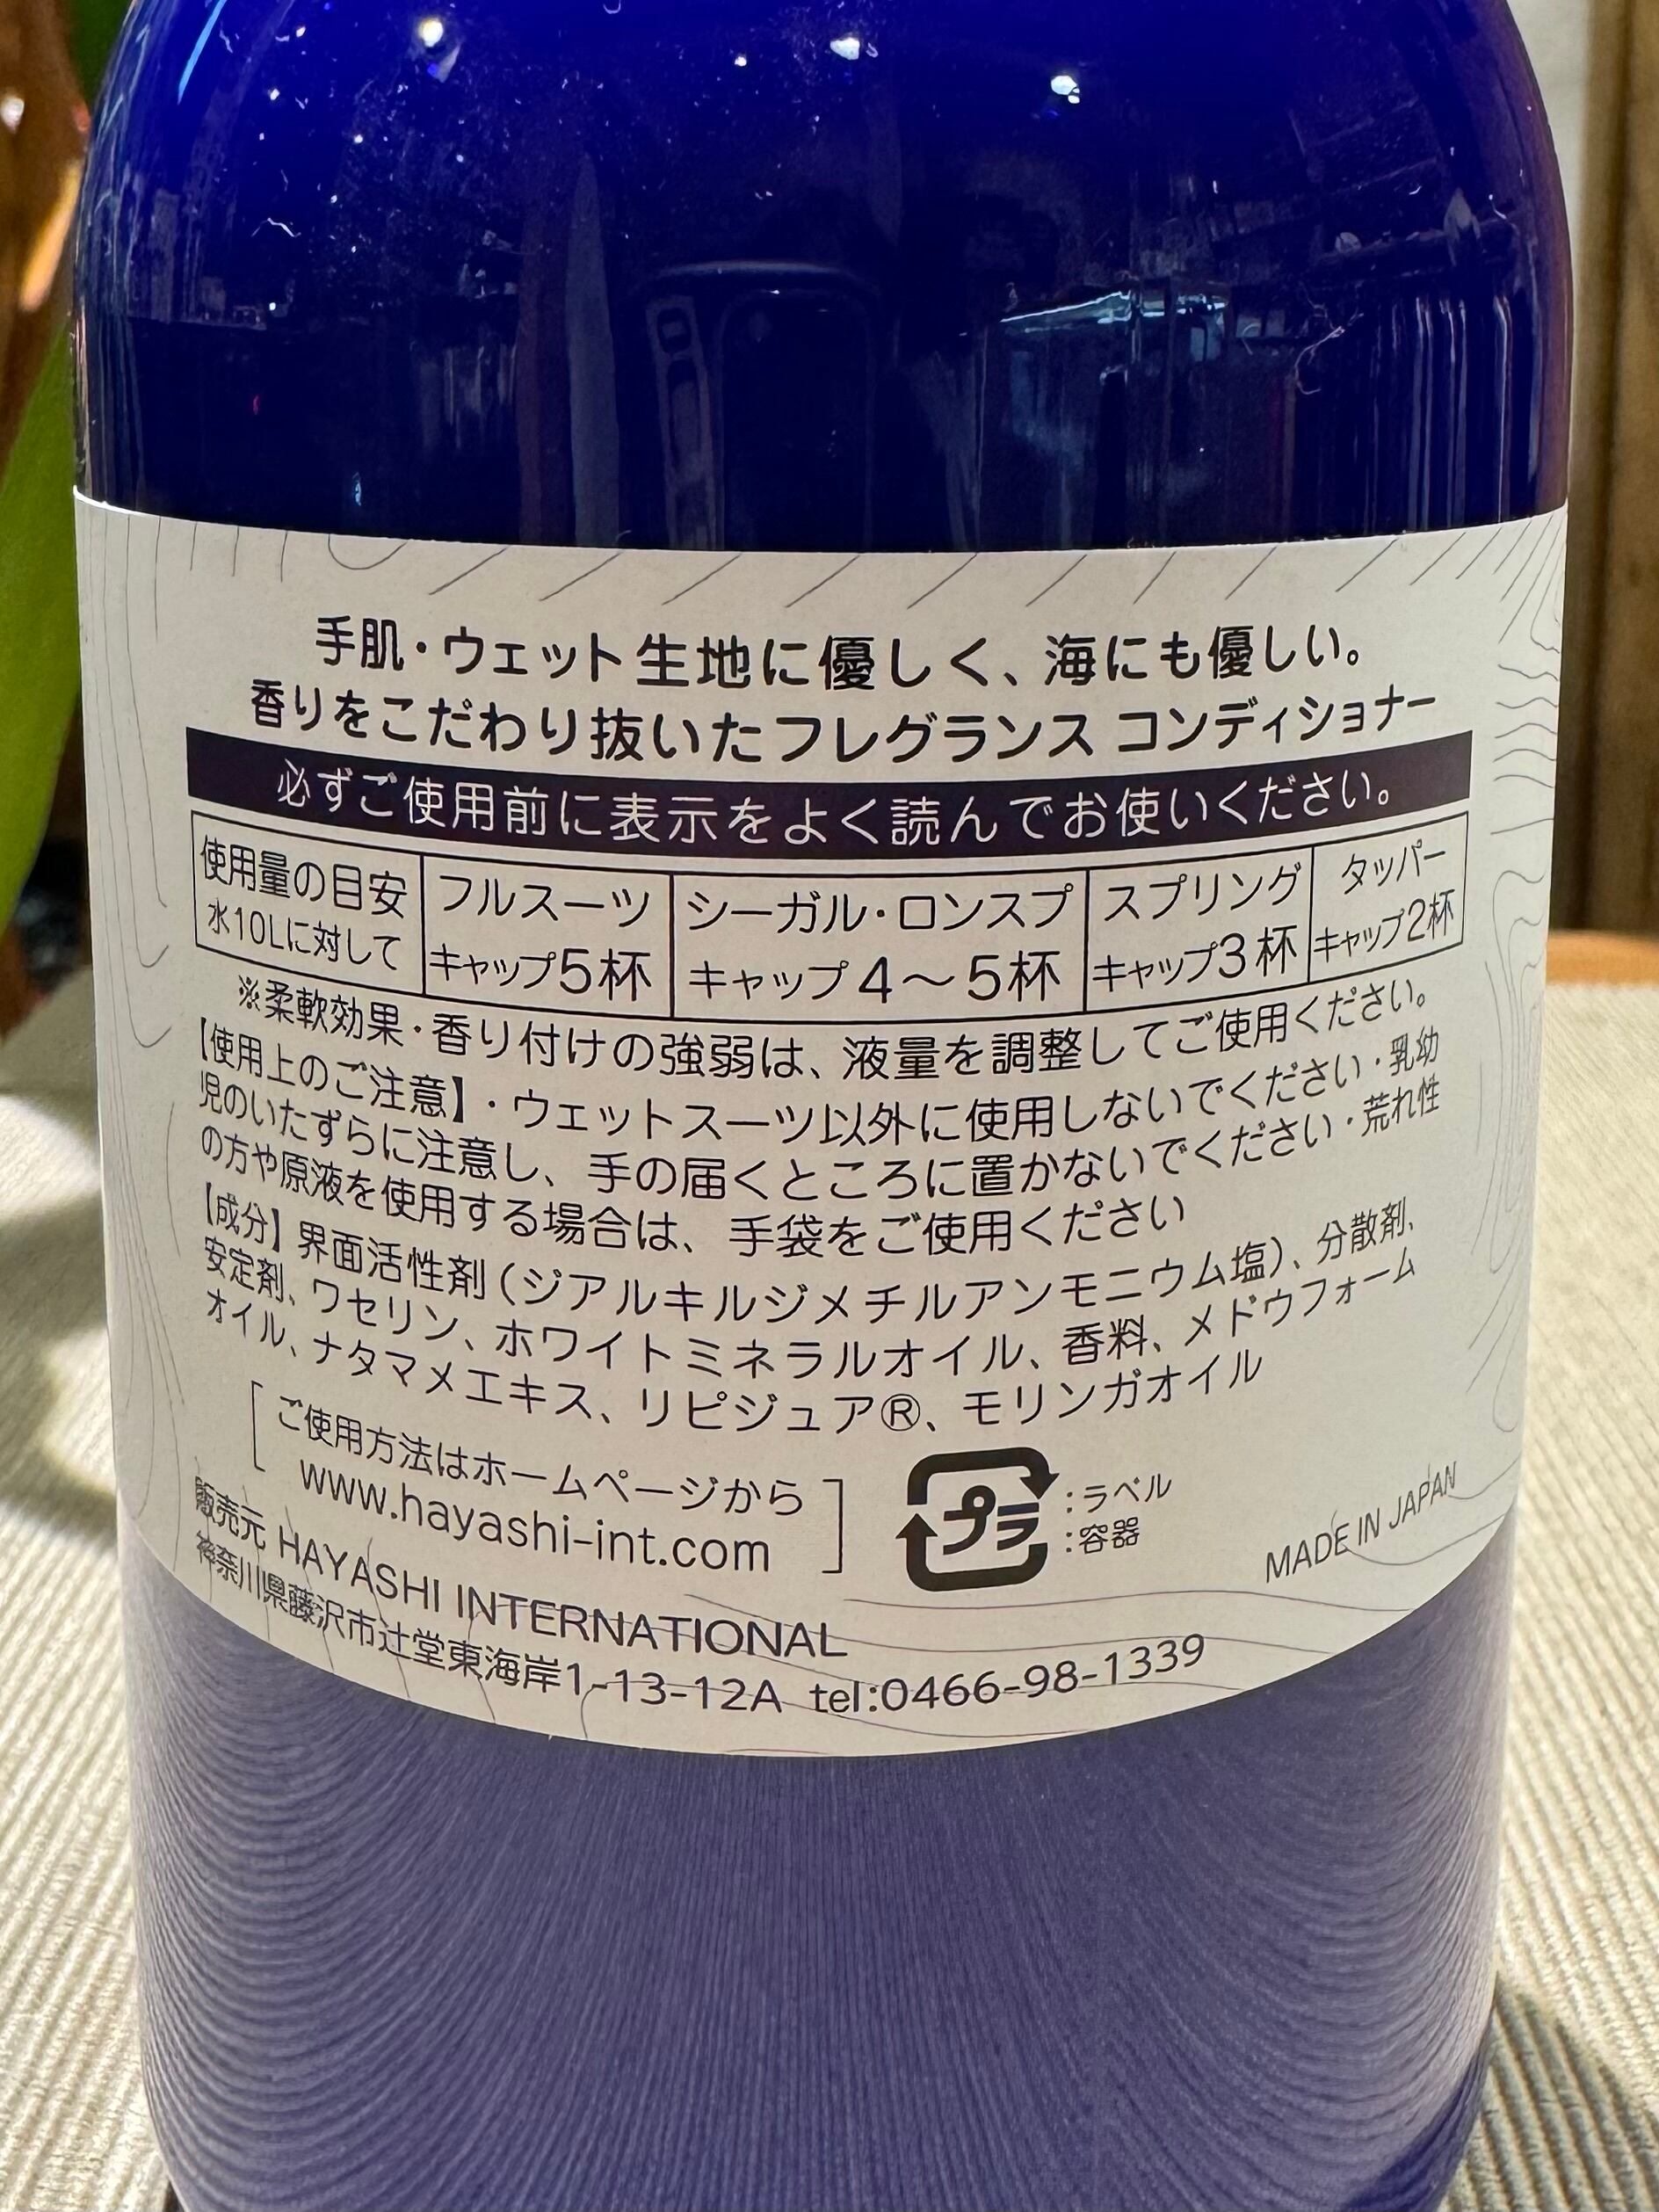 手肌・ウェット生地に優しく、海にも優しい。
香りをこだわり抜いたフレグランス コンディショナー
必ずご使用前に表示をよく読んでお使いください。
使用量の目安 フルスーツ シーガル・ロンスプ スプリング タッパー
水10Lに対して キャップ5杯 キャップ4〜5杯 キャップ3杯 キャップ2杯
※柔軟効果・香り付けの強弱は、液量を調整してご使用ください。
【使用上のご注意】・ウェットスーツ以外に使用しないでください・乳幼
児のいたずらに注意し、手の届くところに置かないでください・荒れ性
の方や原液を使用する場合は、手袋をご使用ください
【成分】界面活性剤(ジアルキルジメチルアンモニウム塩)、分散剤、
安定剤、ワセリン、ホワイトミネラルオイル、香料、メドウフォーム
オイル、ナタマメエキス、リピジュア®、モリンガオイル
[ご使用方法はホームページから
www.hayashi-int.com]
プラ
:ラベル
:容器
MADE IN JAPAN
販売元 HAYASHI INTERNATIONAL
神奈川県藤沢市辻堂東海岸1-13-12A tel:0466-98-1339